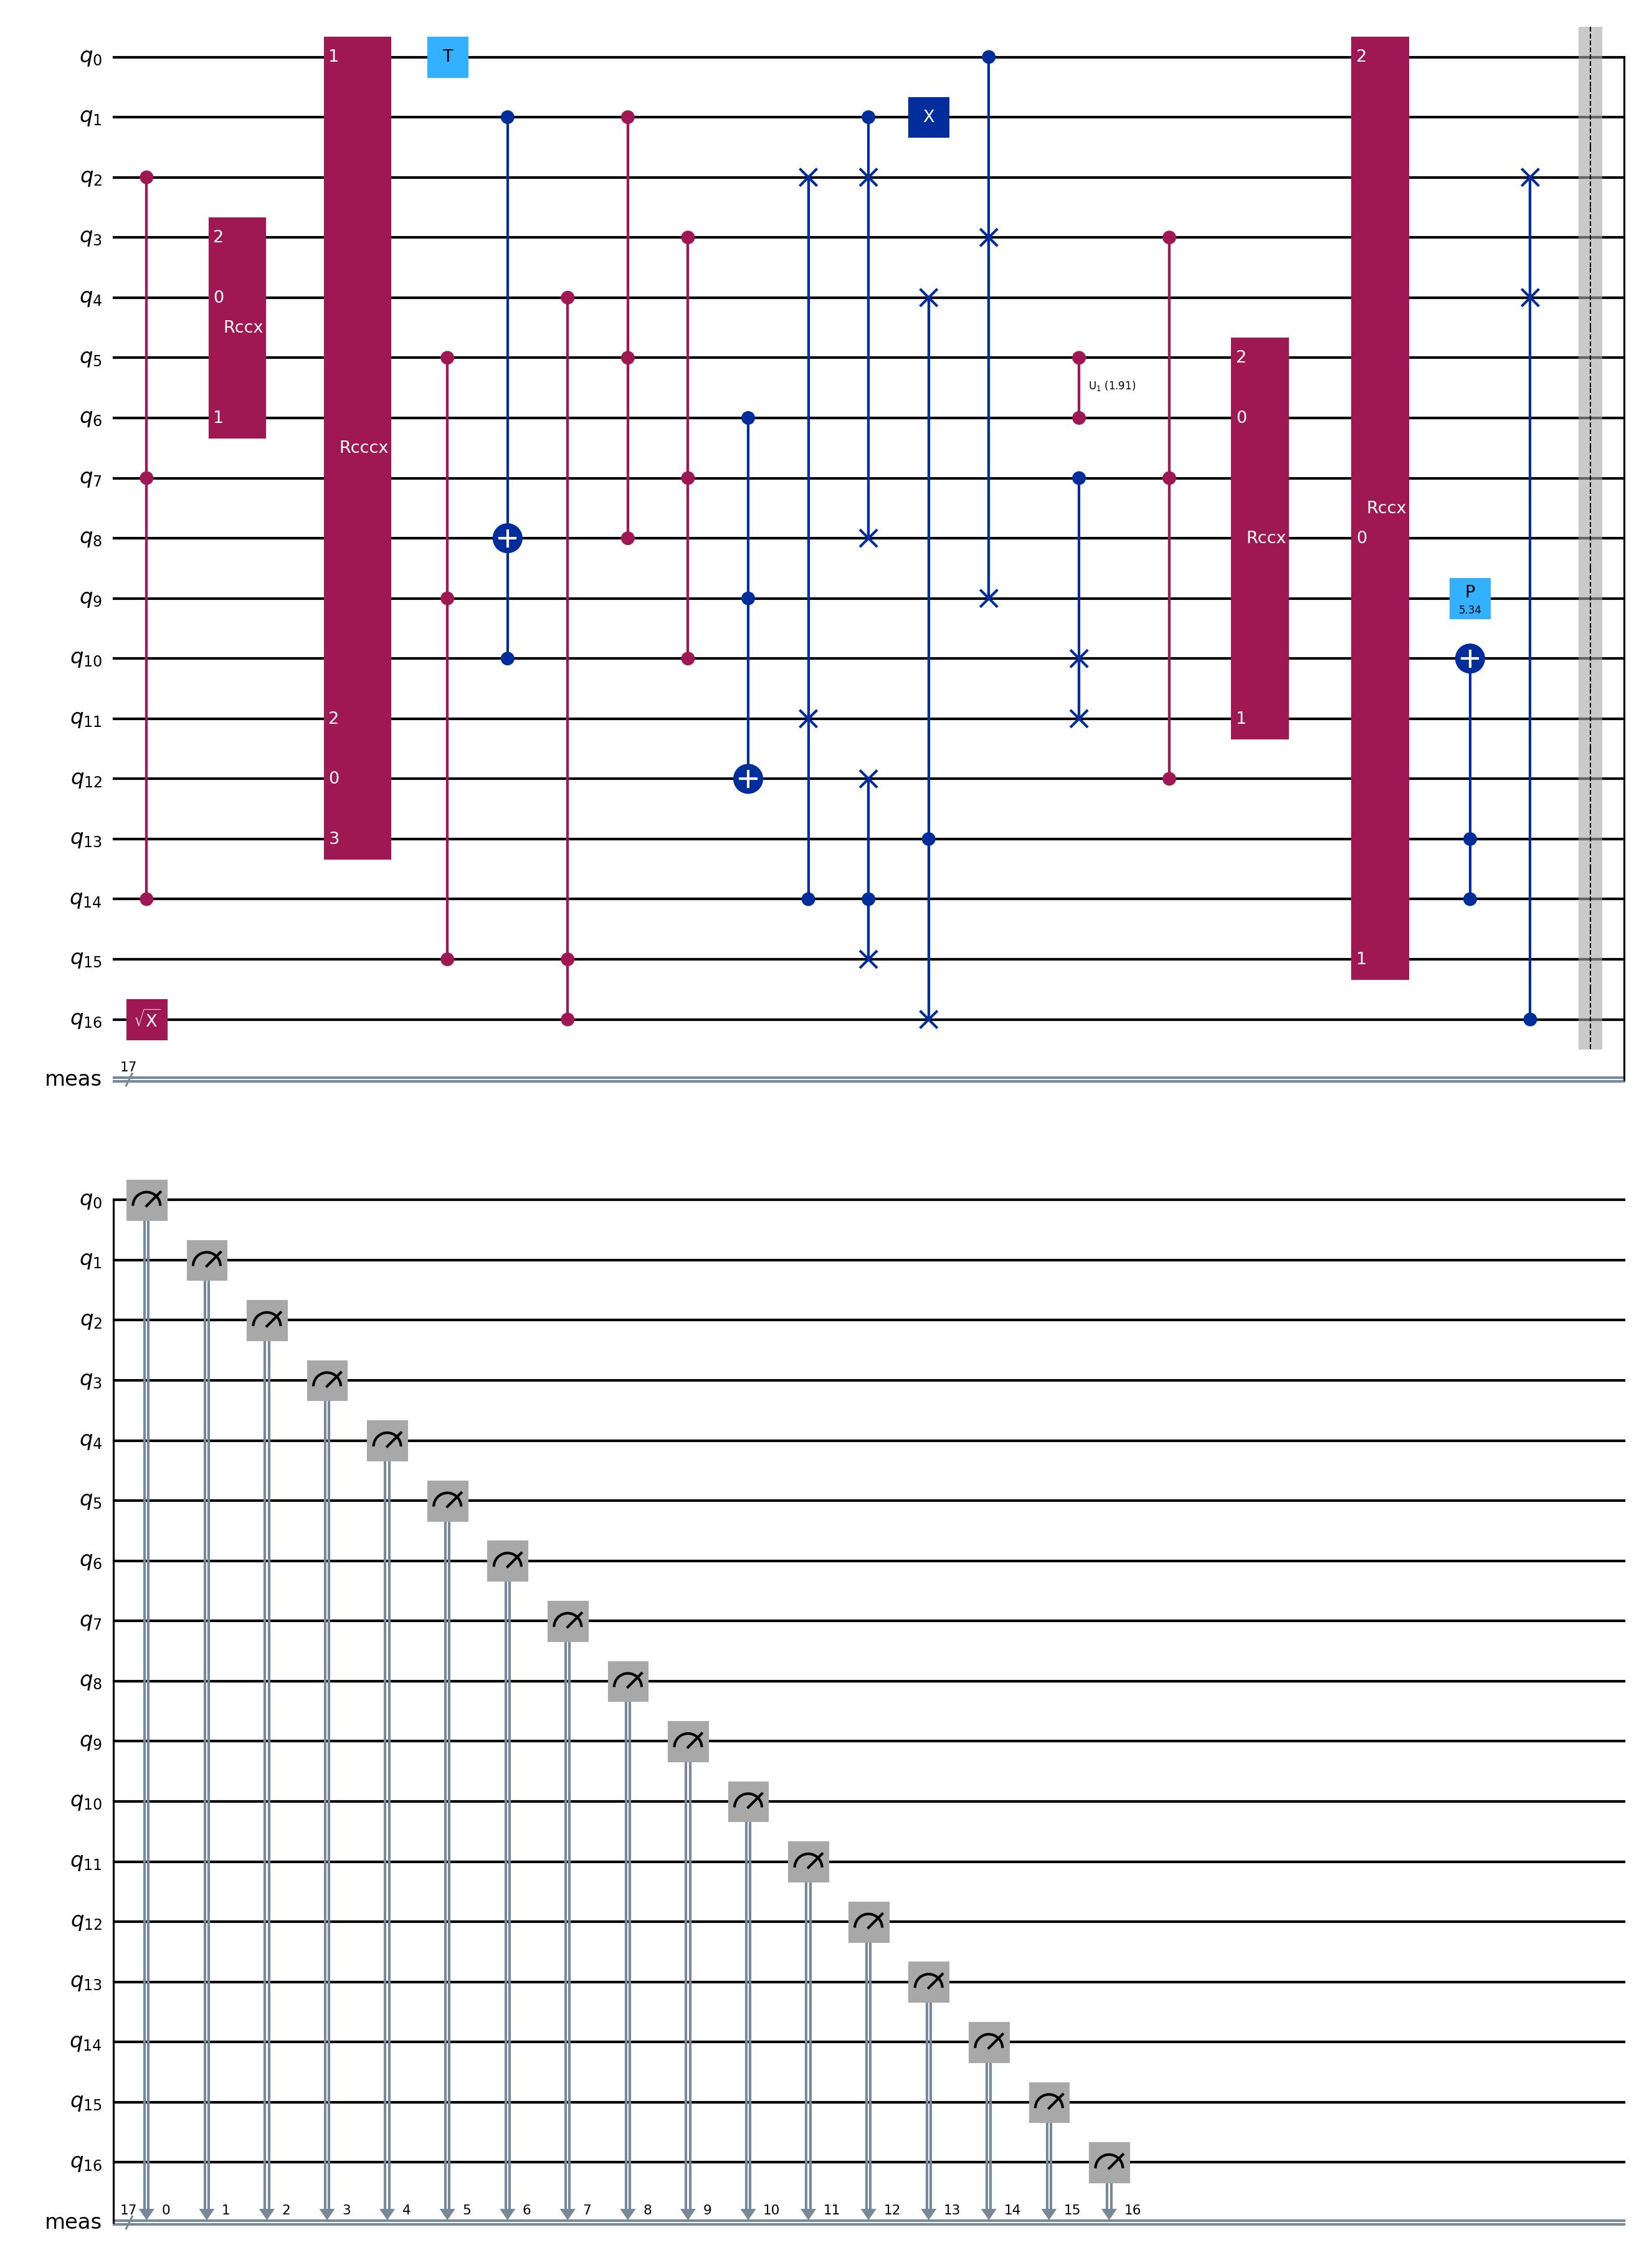 q0 1 T 2
q1 X
q2
q3 2
q4 0
Rccx
q5 2
U1 (1.91)
q6 1 0
Rcccx
q7
Rccx
q8 Rccx 0
q9 P
5.34
q10
q11 2 1
q12 0
q13 3
q14
q15 1
q16 √X
17
meas
q0
q1
q2
q3
q4
q5
q6
q7
q8
q9
q10
q11
q12
q13
q14
q15
q16
17 0 1 2 3 4 5 6 7 8 9 10 11 12 13 14 15 16
meas